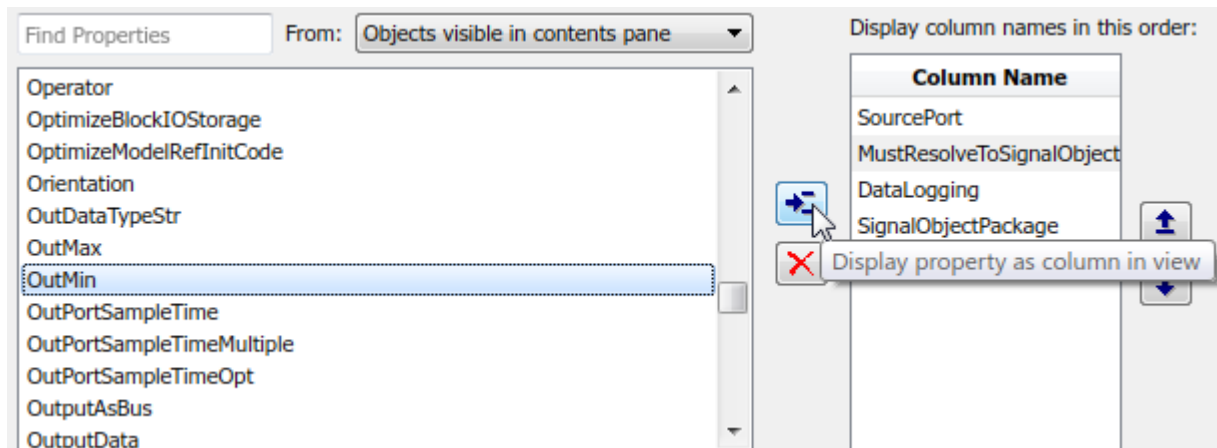 Find Properties
From: Objects visible in contents pane
Operator
OptimizeBlockIOStorage
OptimizeModelRefInitCode
Orientation
OutDataTypeStr
OutMax
OutMin
OutPortSampleTime
OutPortSampleTimeMultiple
OutPortSampleTimeOpt
OutputAsBus
OutputData
Display column names in this order:
Column Name
SourcePort
MustResolveToSignalObject
DataLogging
SignalObjectPackage
Display property as column in view